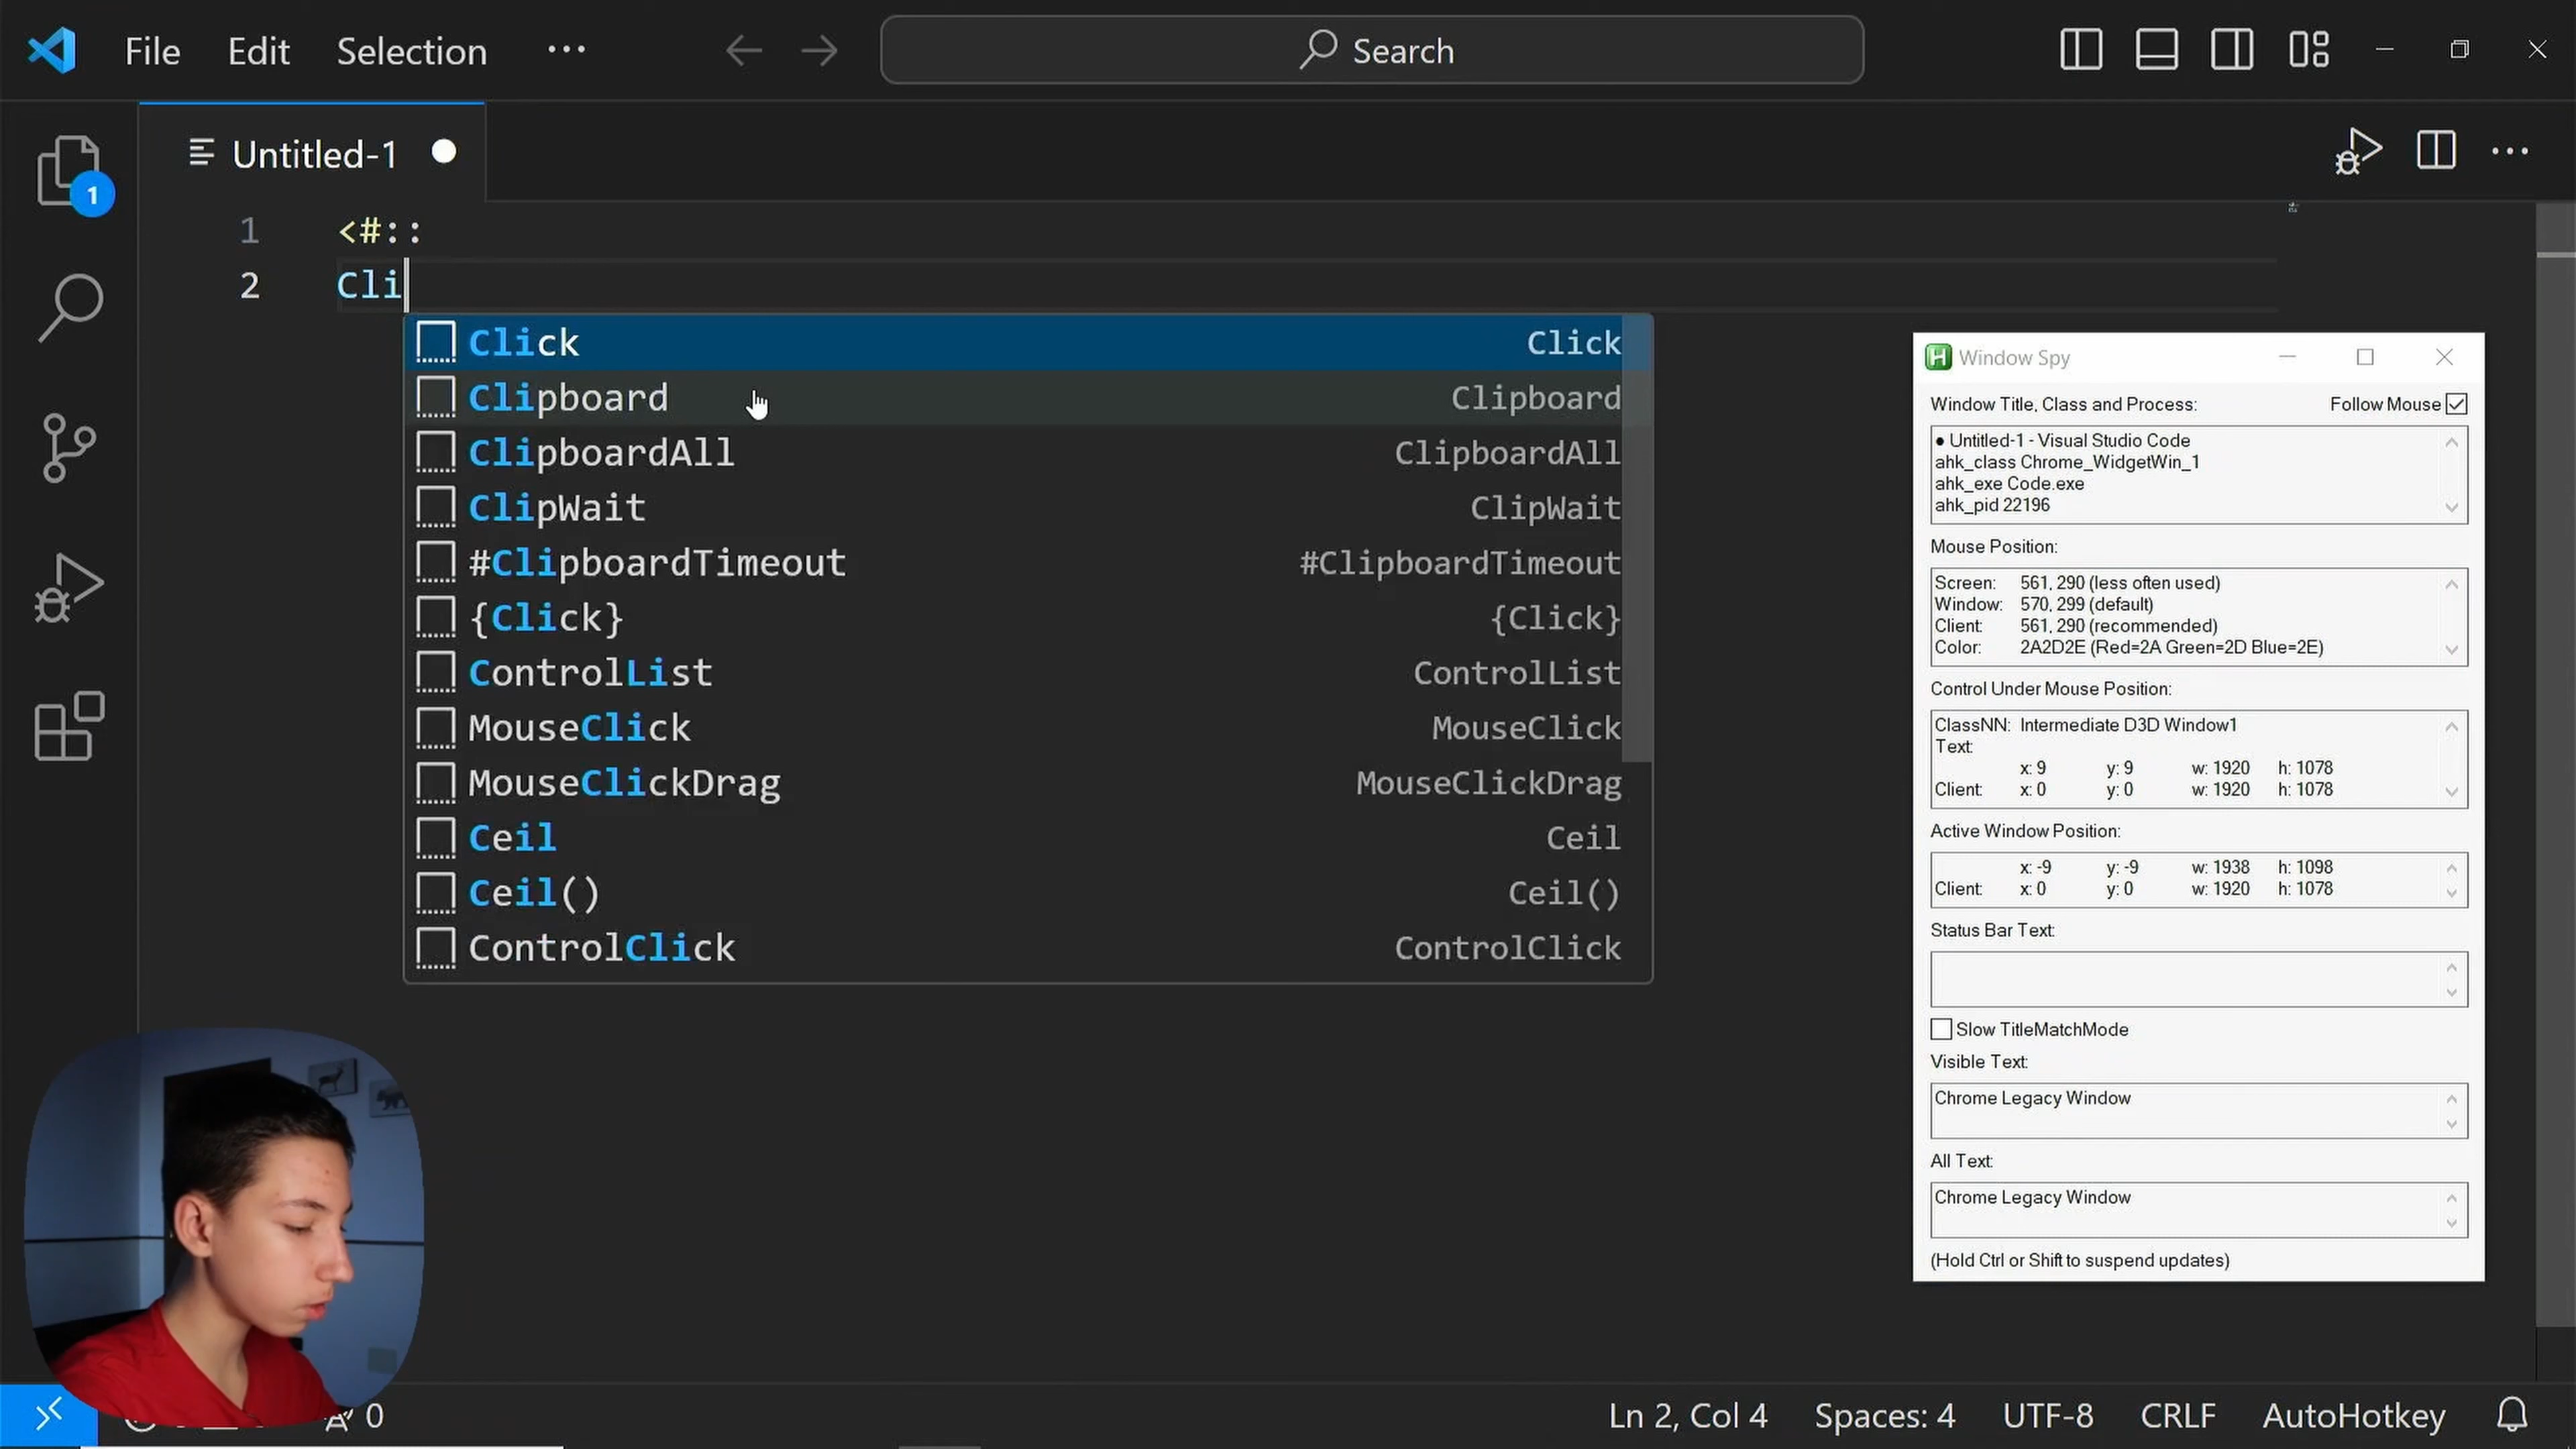 File Edit Selection ··· Search
Untitled-1
1
1 <#::
2 Cli
Click Click
Clipboard Clipboard
ClipboardAll ClipboardAll
ClipWait ClipWait
#ClipboardTimeout #ClipboardTimeout
{Click} {Click}
ControlList ControlList
MouseClick MouseClick
MouseClickDrag MouseClickDrag
Ceil Ceil
Ceil() Ceil()
ControlClick ControlClick
H Window Spy
Window Title, Class and Process: Follow Mouse
● Untitled-1 - Visual Studio Code
ahk_class Chrome_WidgetWin_1
ahk_exe Code.exe
ahk_pid 22196
Mouse Position:
Screen: 561, 290 (less often used)
Window: 570, 299 (default)
Client: 561, 290 (recommended)
Color: 2A2D2E (Red=2A Green=2D Blue=2E)
Control Under Mouse Position:
ClassNN: Intermediate D3D Window1
Text:
x: 9 y: 9 w: 1920 h: 1078
Client: x: 0 y: 0 w: 1920 h: 1078
Active Window Position:
x: -9 y: -9 w: 1938 h: 1098
Client: x: 0 y: 0 w: 1920 h: 1078
Status Bar Text:
Slow TitleMatchMode
Visible Text:
Chrome Legacy Window
All Text:
Chrome Legacy Window
(Hold Ctrl or Shift to suspend updates)
0 Ln 2, Col 4 Spaces: 4 UTF-8 CRLF AutoHotkey